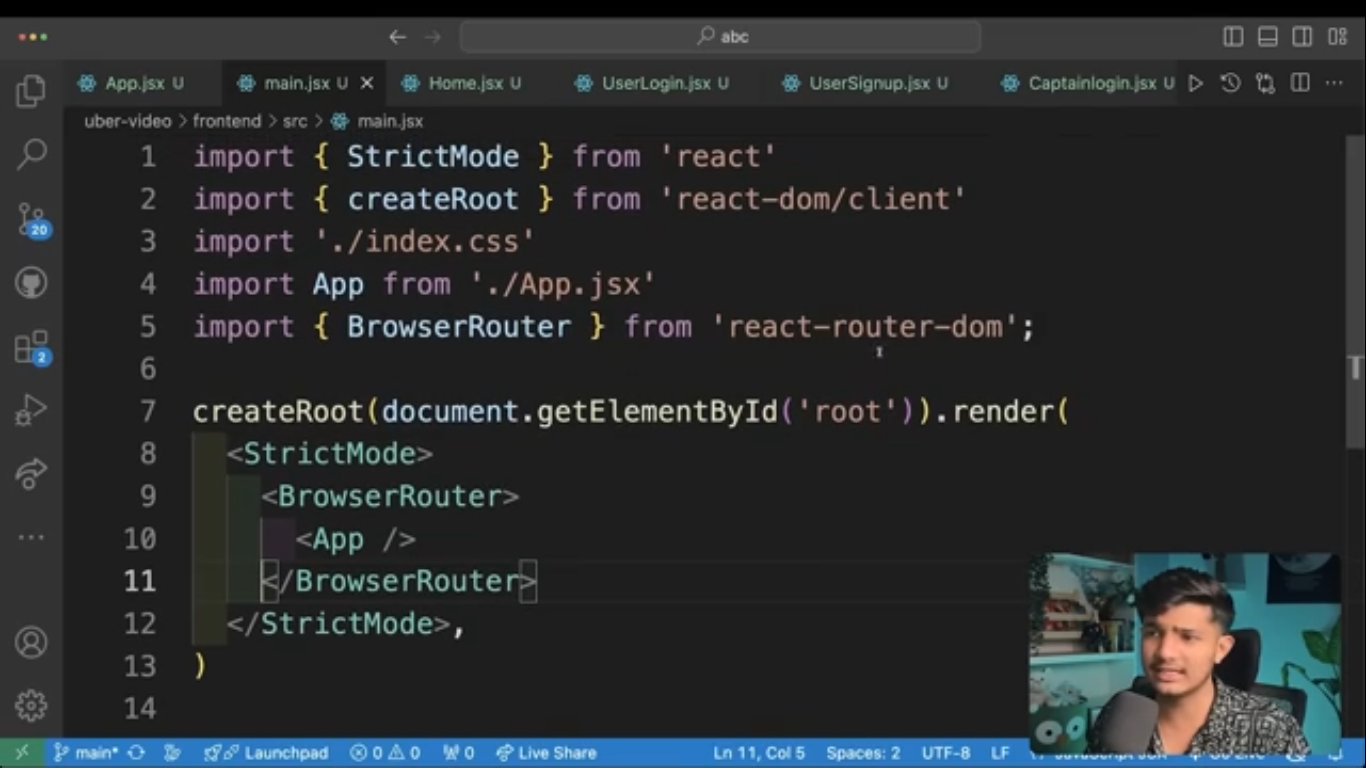 abc
App.jsx U main.jsx U Home.jsx U UserLogin.jsx U UserSignup.jsx U Captainlogin.jsx U
uber-video > frontend > src > main.jsx
1 import { StrictMode } from 'react'
2 import { createRoot } from 'react-dom/client'
3 import './index.css'
4 import App from './App.jsx'
5 import { BrowserRouter } from 'react-router-dom';
6
7 createRoot(document.getElementById('root')).render(
8 <StrictMode>
9 <BrowserRouter>
10 <App />
11 </BrowserRouter>
12 </StrictMode>,
13 )
14
20
2
main* Launchpad 0 0 0 Live Share Ln 11, Col 5 Spaces: 2 UTF-8 LF